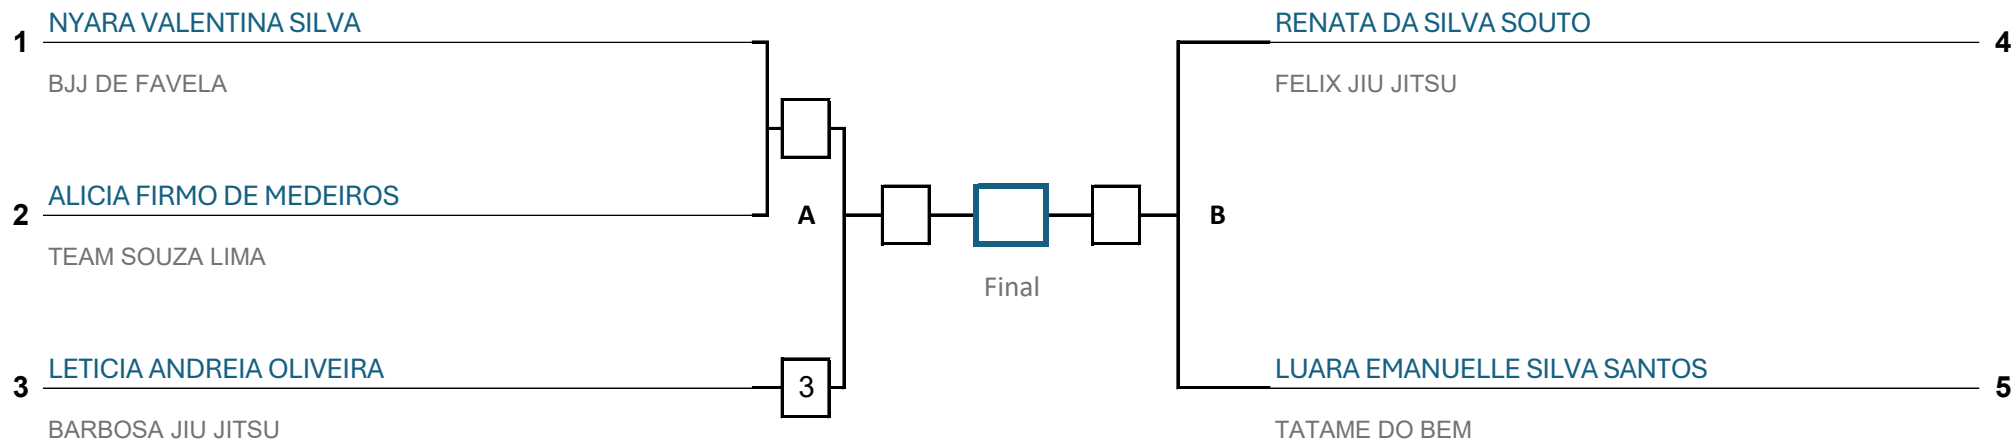 NYARA VALENTINA SILVA
1
BJJ DE FAVELA
ALICIA FIRMO DE MEDEIROS
2
TEAM SOUZA LIMA
A
LETICIA ANDREIA OLIVEIRA
3
3
BARBOSA JIU JITSU
Final
RENATA DA SILVA SOUTO
4
FELIX JIU JITSU
B
LUARA EMANUELLE SILVA SANTOS
5
TATAME DO BEM